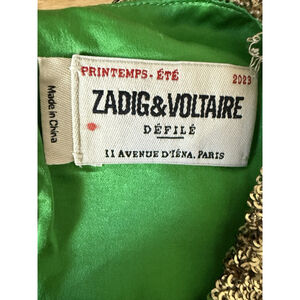 PRINTEMPS - ÉTÉ 2023
ZADIG&VOLTAIRE
DÉFILÉ
11 AVENUE D'IÉNA. PARIS
Made in China